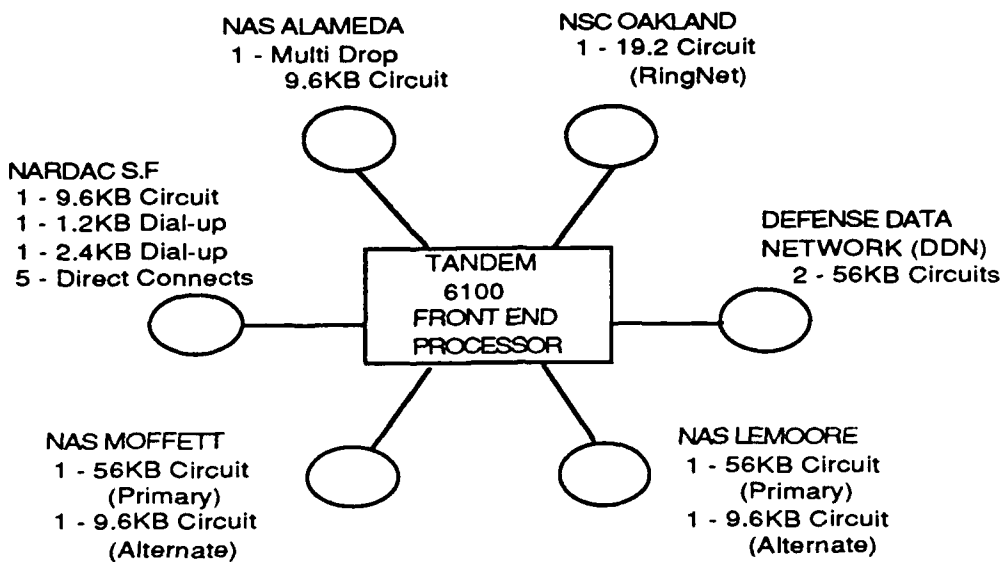 NAS ALAMEDA
1 - Multi Drop
9.6KB Circuit
NSC OAKLAND
1 - 19.2 Circuit
(RingNet)
NARDAC S.F
1 - 9.6KB Circuit
1 - 1.2KB Dial-up
1 - 2.4KB Dial-up
5 - Direct Connects
TANDEM
6100
FRONT END
PROCESSOR
DEFENSE DATA
NETWORK (DDN)
2 - 56KB Circuits
NAS MOFFETT
1 - 56KB Circuit
(Primary)
1 - 9.6KB Circuit
(Alternate)
NAS LEMOORE
1 - 56KB Circuit
(Primary)
1 - 9.6KB Circuit
(Alternate)